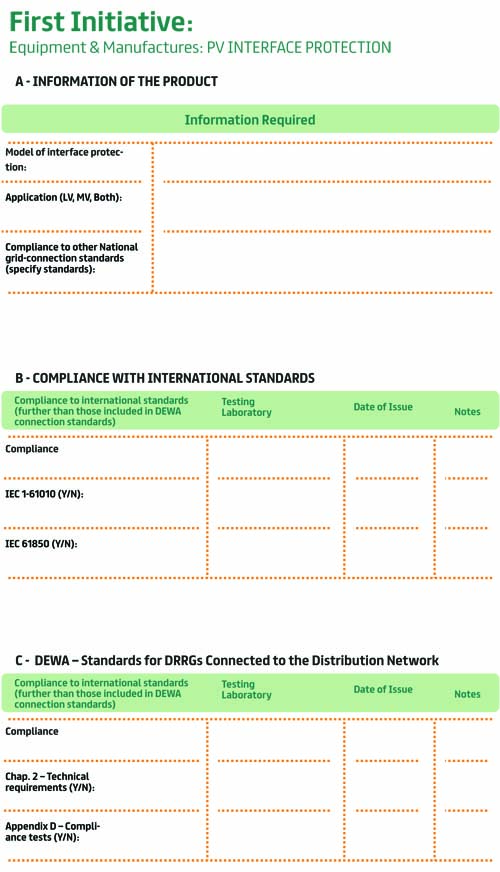 First Initiative:
Equipment & Manufactures: PV INTERFACE PROTECTION
A - INFORMATION OF THE PRODUCT
Information Required
Model of interface protec-
tion:
Application (LV, MV, Both):
Compliance to other National
grid-connection standards
(specify standards):
B - COMPLIANCE WITH INTERNATIONAL STANDARDS
Compliance to international standards
(further than those included in DEWA
connection standards)
Testing
Laboratory
Date of Issue
Notes
Compliance
IEC 1-61010 (Y/N):
IEC 61850 (Y/N):
C - DEWA – Standards for DRRGs Connected to the Distribution Network
Compliance to international standards
(further than those included in DEWA
connection standards)
Testing
Laboratory
Date of Issue
Notes
Compliance
Chap. 2 – Technical
requirements (Y/N):
Appendix D – Compli-
ance tests (Y/N):